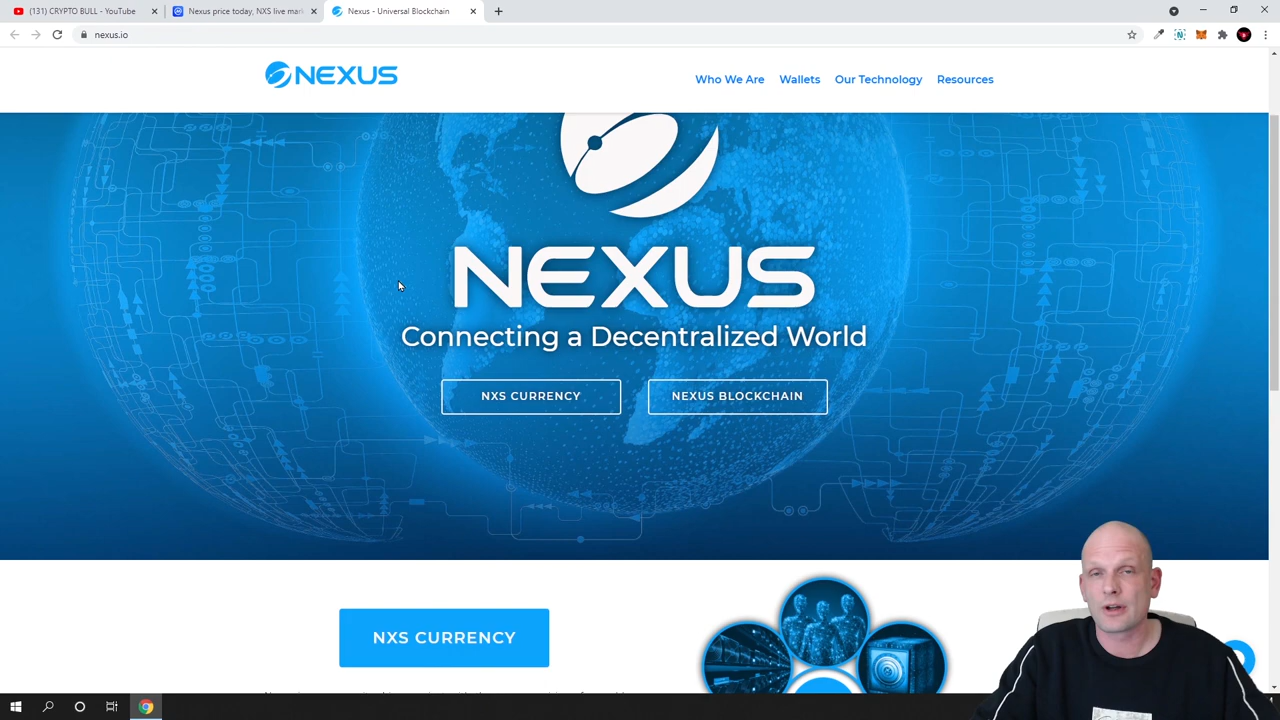 (131) CRYPTO BULL - YouTube
Nexus price today, NXS live mar
Nexus - Universal Blockchain
nexus.io
NEXUS
Who We Are
Wallets
Our Technology
Resources
NEXUS
Connecting a Decentralized World
NXS CURRENCY
NEXUS BLOCKCHAIN
NXS CURRENCY